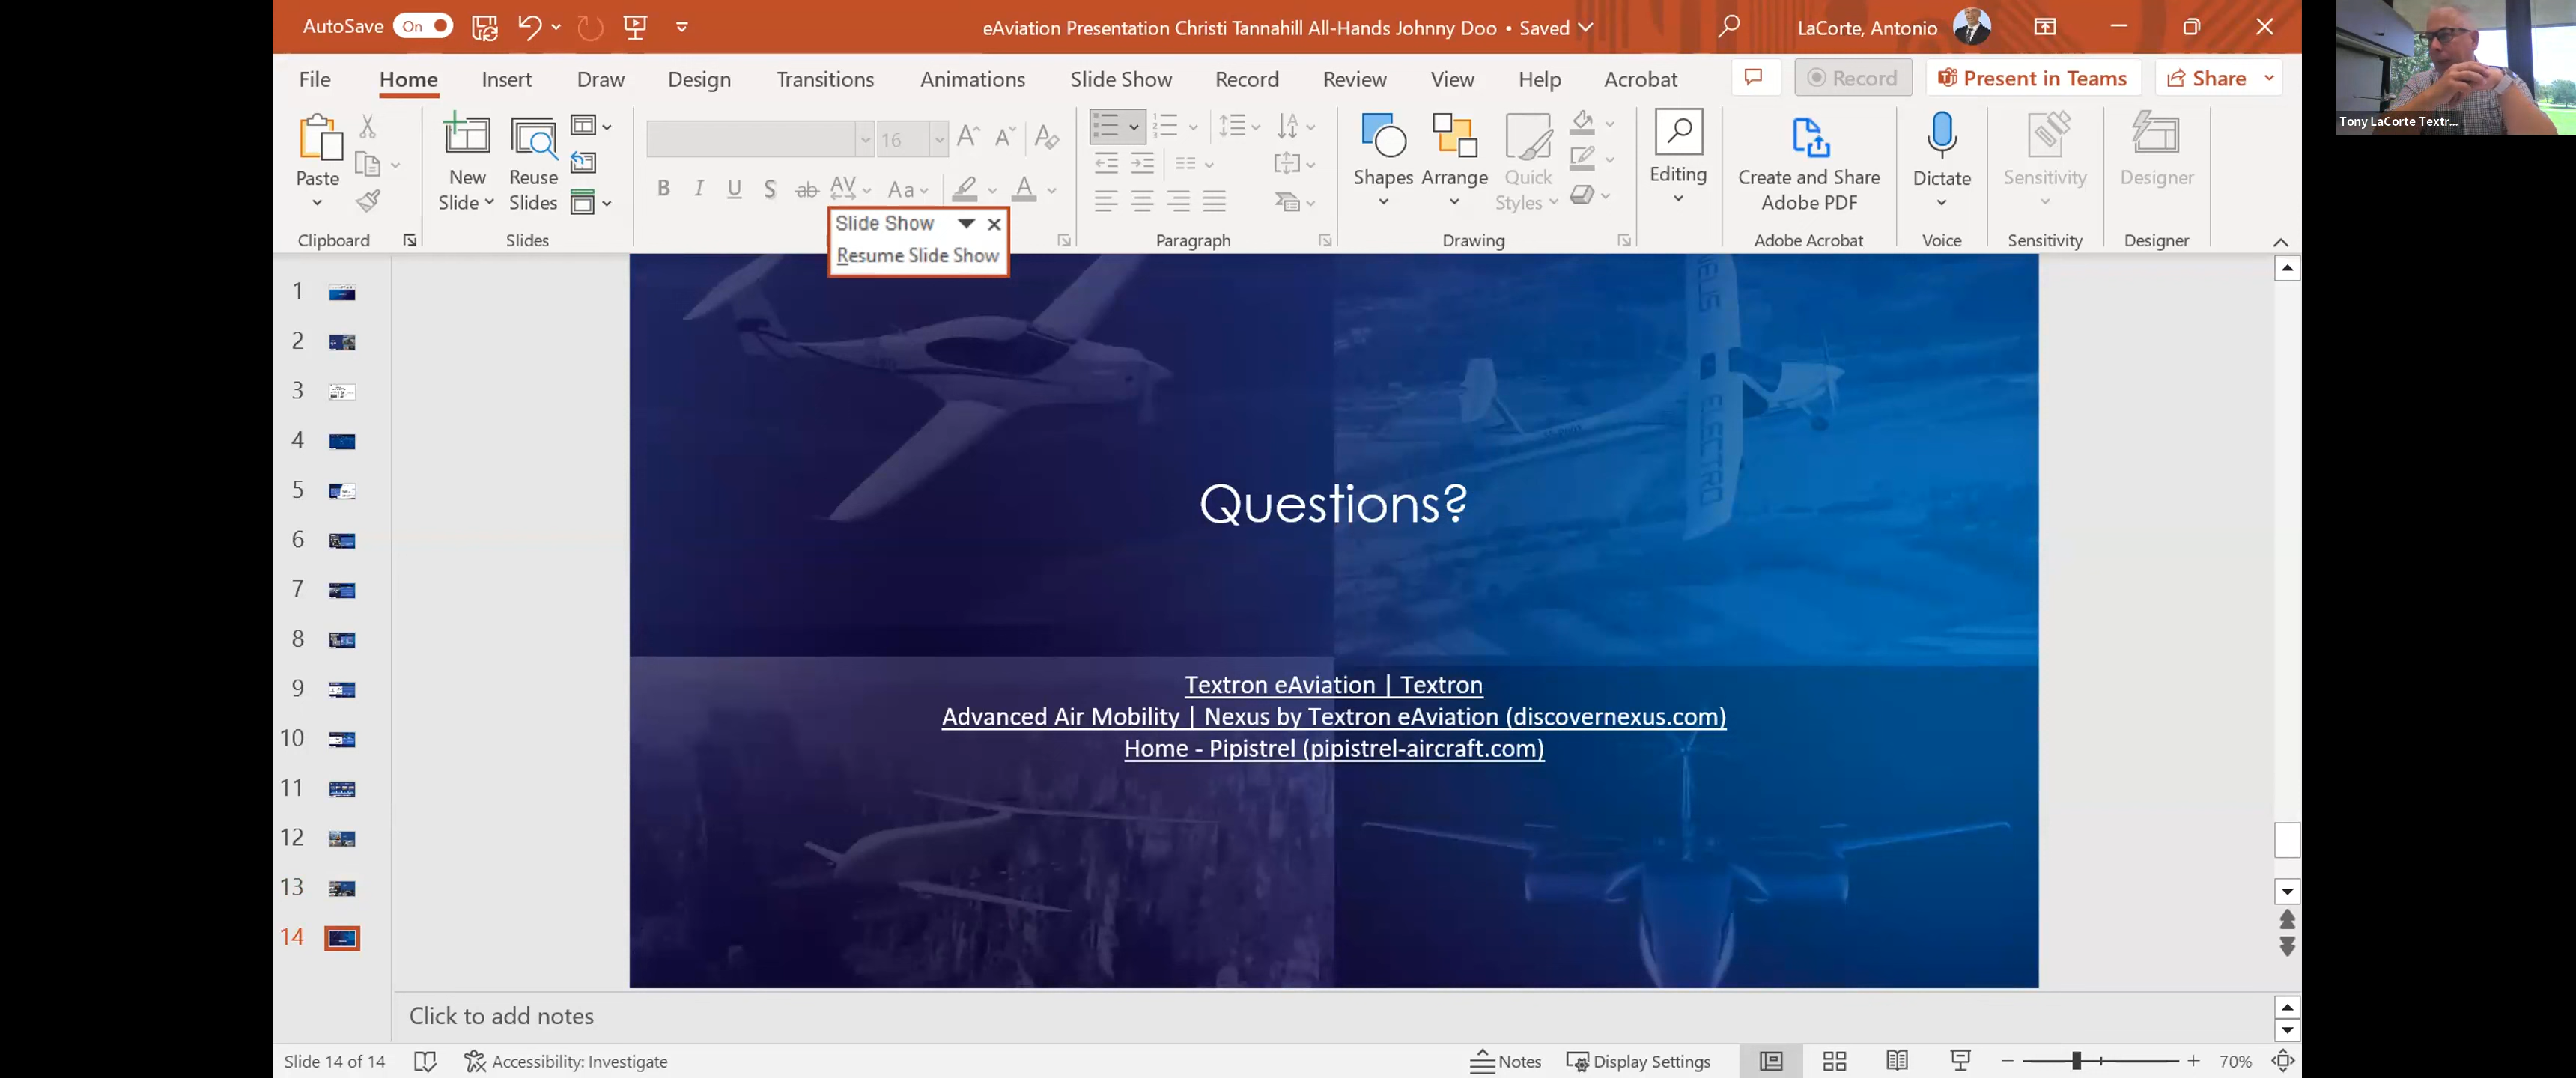 AutoSave On
eAviation Presentation Christi Tannahill All-Hands Johnny Doo • Saved
LaCorte, Antonio
File Home Insert Draw Design Transitions Animations Slide Show Record Review View Help Acrobat
Record Present in Teams Share
Paste
New Slide
Reuse Slides
16
B I U S ab AV Aa A
Shapes Arrange
Quick Styles
Editing
Create and Share Adobe PDF
Dictate
Sensitivity
Designer
Clipboard Slides Paragraph Drawing Adobe Acrobat Voice Sensitivity Designer
Slide Show
Resume Slide Show
Tony LaCorte Textr...
1
2
3
4
5
6
7
8
9
10
11
12
13
14
ELECTRO
Questions?
Textron eAviation | Textron
Advanced Air Mobility | Nexus by Textron eAviation (discovernexus.com)
Home - Pipistrel (pipistrel-aircraft.com)
Click to add notes
Slide 14 of 14 Accessibility: Investigate Notes Display Settings 70%